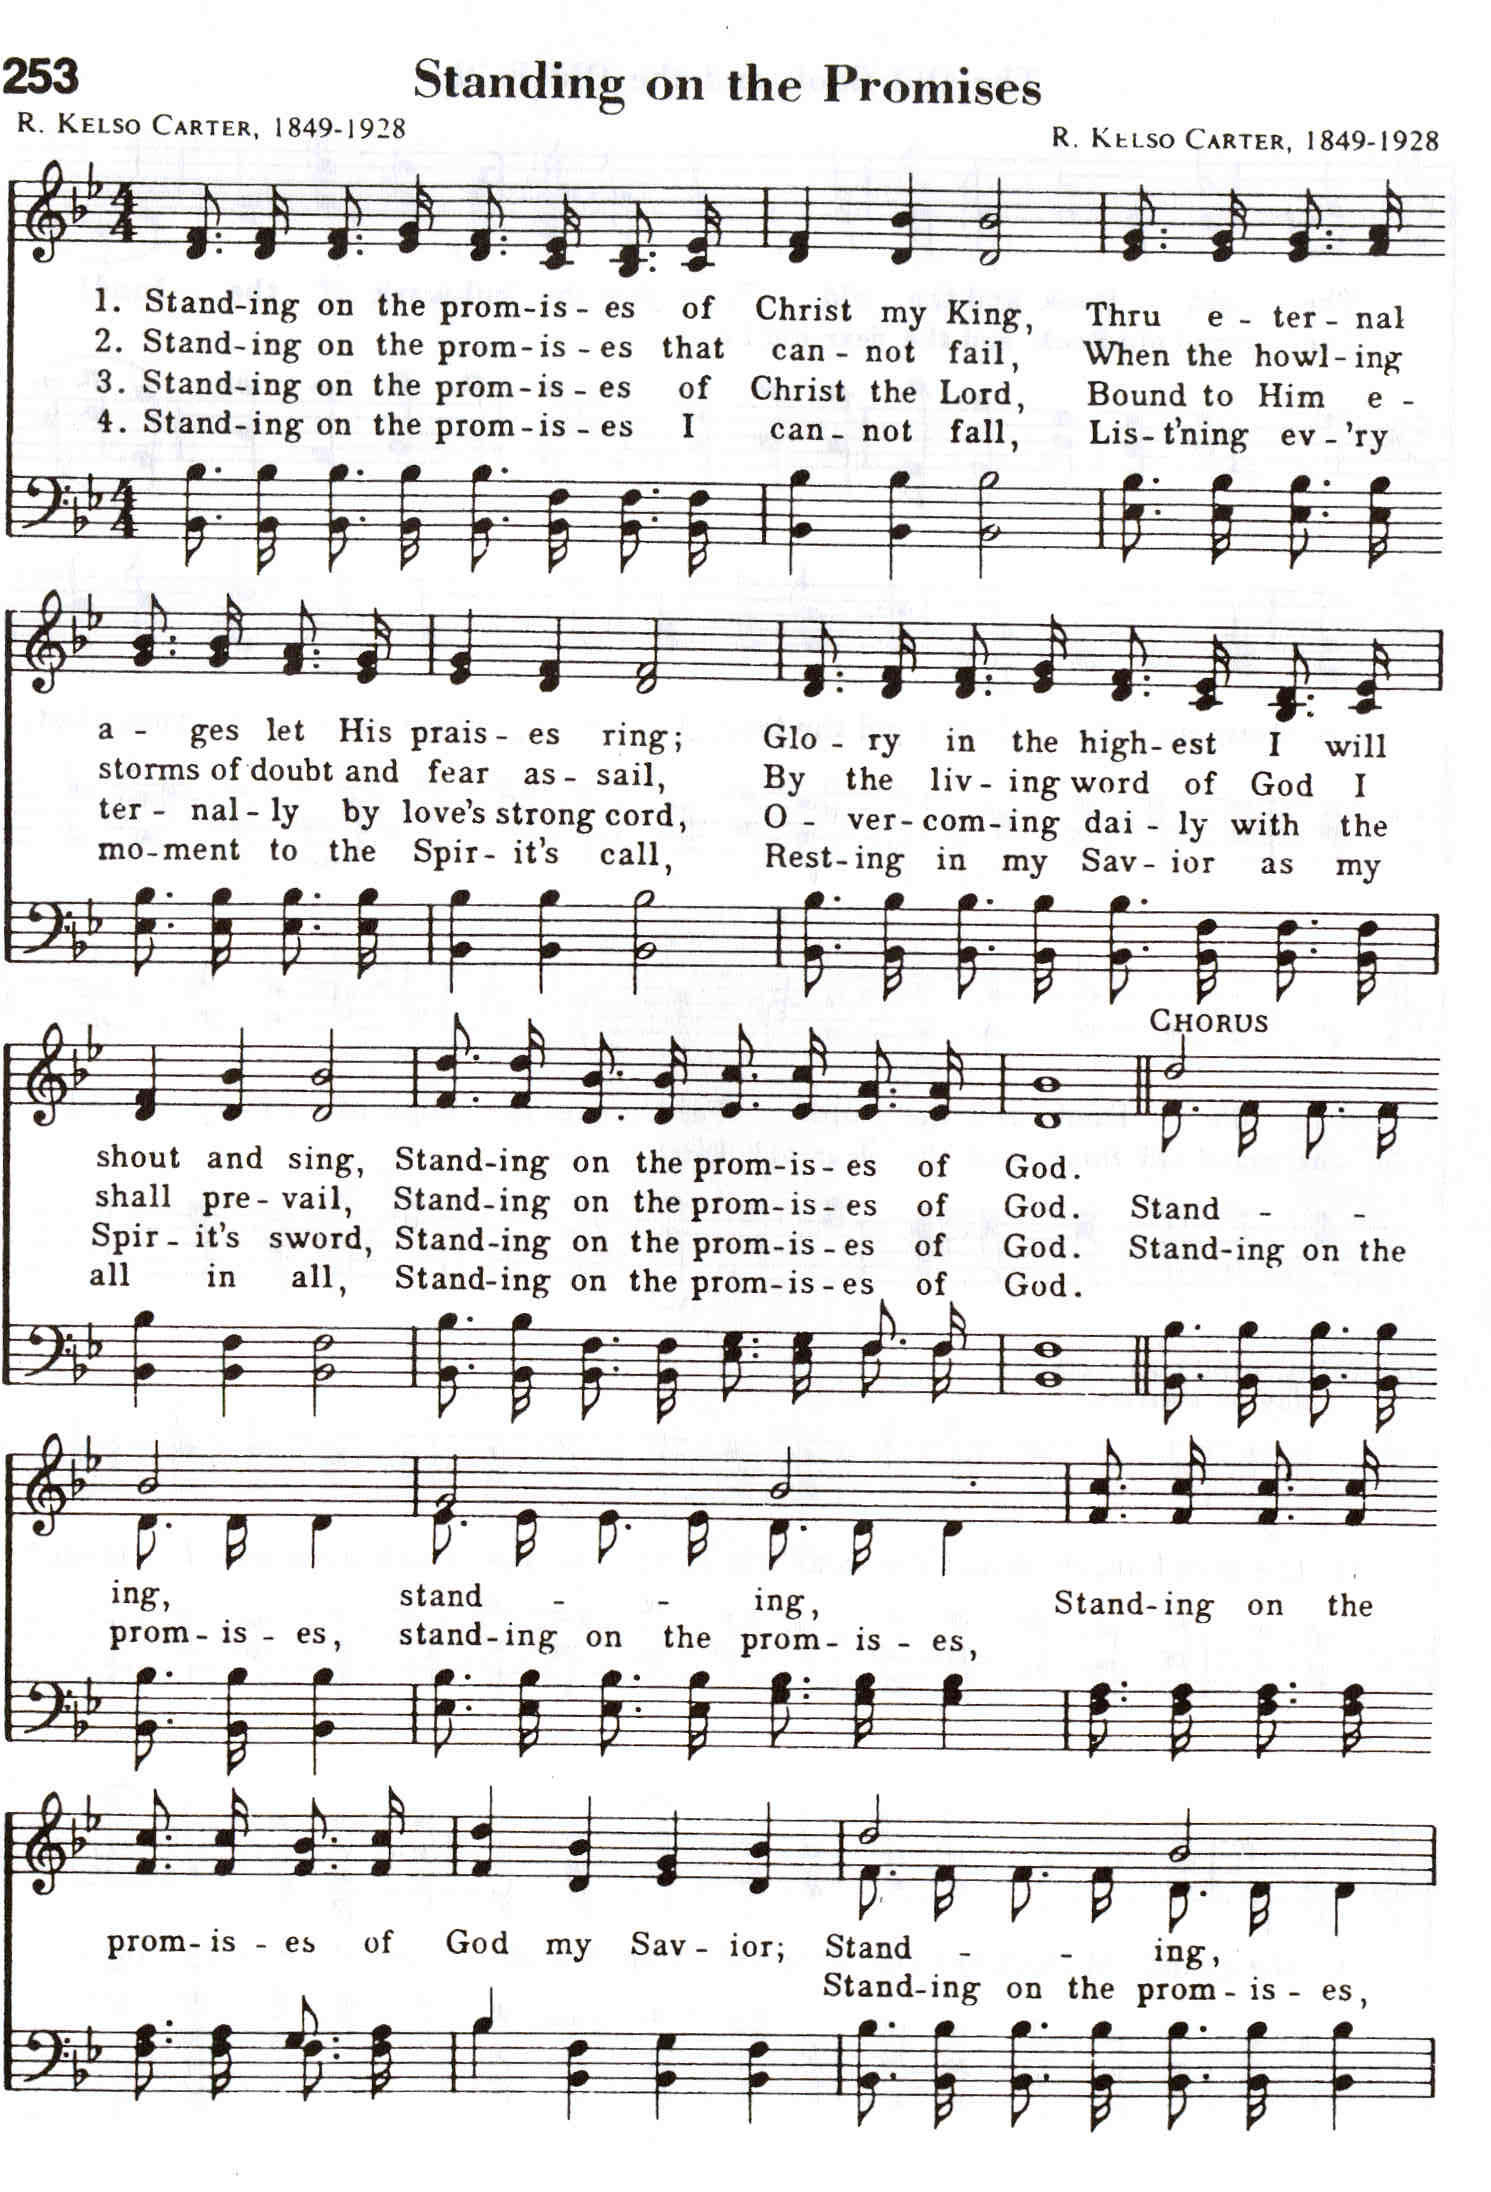 253
Standing on the Promises
R. KELSO CARTER, 1849-1928
R. KELSO CARTER, 1849-1928
1. Stand-ing on the prom-is-es of Christ my King, Thru e-ter-nal
2. Stand-ing on the prom-is-es that can-not fail, When the howl-ing
3. Stand-ing on the prom-is-es of Christ the Lord, Bound to Him e-
4. Stand-ing on the prom-is-es I can-not fall, Lis-t'ning ev-'ry
a-ges let His prais-es ring; Glo-ry in the high-est I will
storms of doubt and fear as-sail, By the liv-ing word of God I
ter-nal-ly by love's strong cord, O-ver-com-ing dai-ly with the
mo-ment to the Spir-it's call, Rest-ing in my Sav-ior as my
CHORUS
shout and sing, Stand-ing on the prom-is-es of God.
shall pre-vail, Stand-ing on the prom-is-es of God. Stand - -
Spir-it's sword, Stand-ing on the prom-is-es of God. Stand-ing on the
all in all, Stand-ing on the prom-is-es of God.
ing, stand - - ing, Stand-ing on the
prom-is-es, stand-ing on the prom-is-es,
prom-is-es of God my Sav-ior; Stand - - ing,
Stand-ing on the prom-is-es,